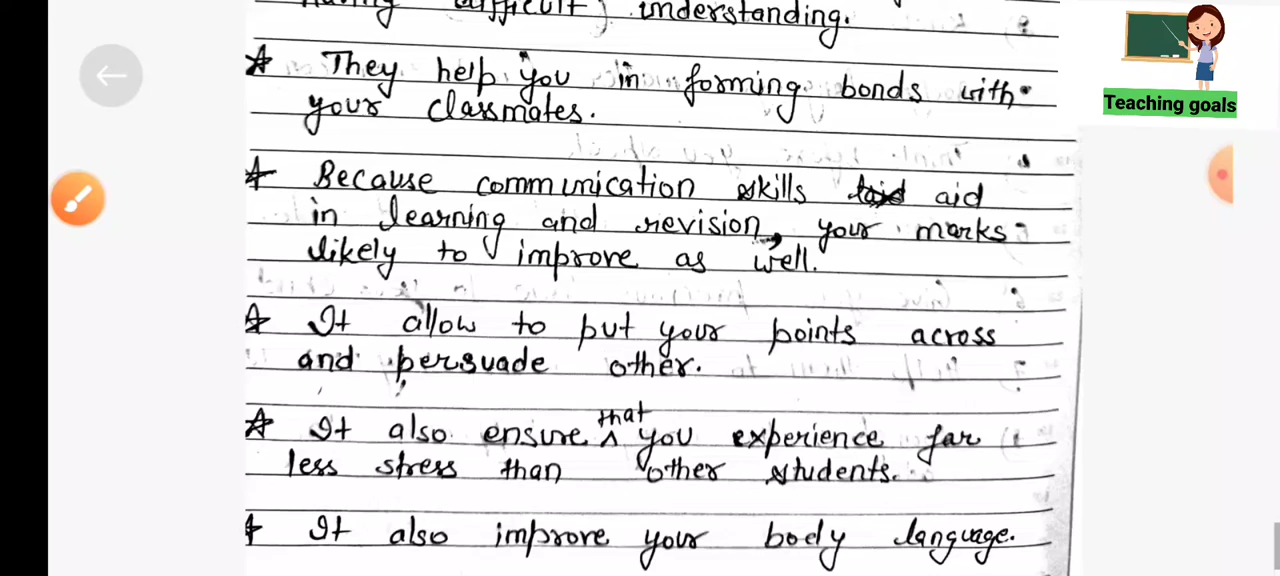 difficult understanding.
☆ They help you in forming bonds with
your classmates.
☆ Because communication skills aid
in learning and revision, your marks
likely to improve as well.
☆ It allow to put your points across
and persuade other.
☆ It also ensure that you experience far
less stress than other students.
☆ It also improve your body language.
Teaching goals